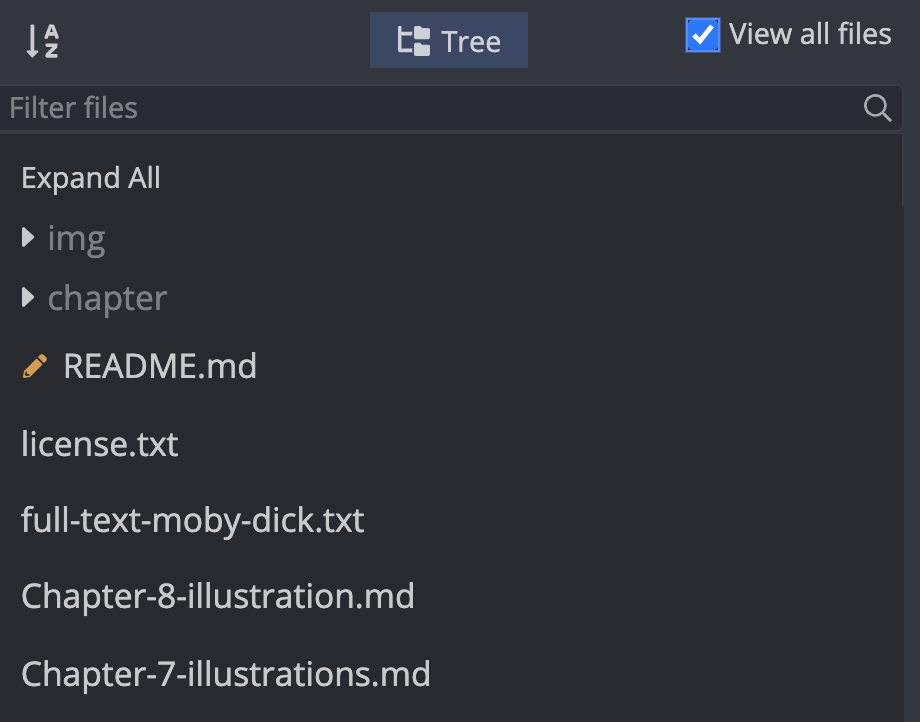 A
Z
Tree
View all files
Filter files
Expand All
img
chapter
README.md
license.txt
full-text-moby-dick.txt
Chapter-8-illustration.md
Chapter-7-illustrations.md